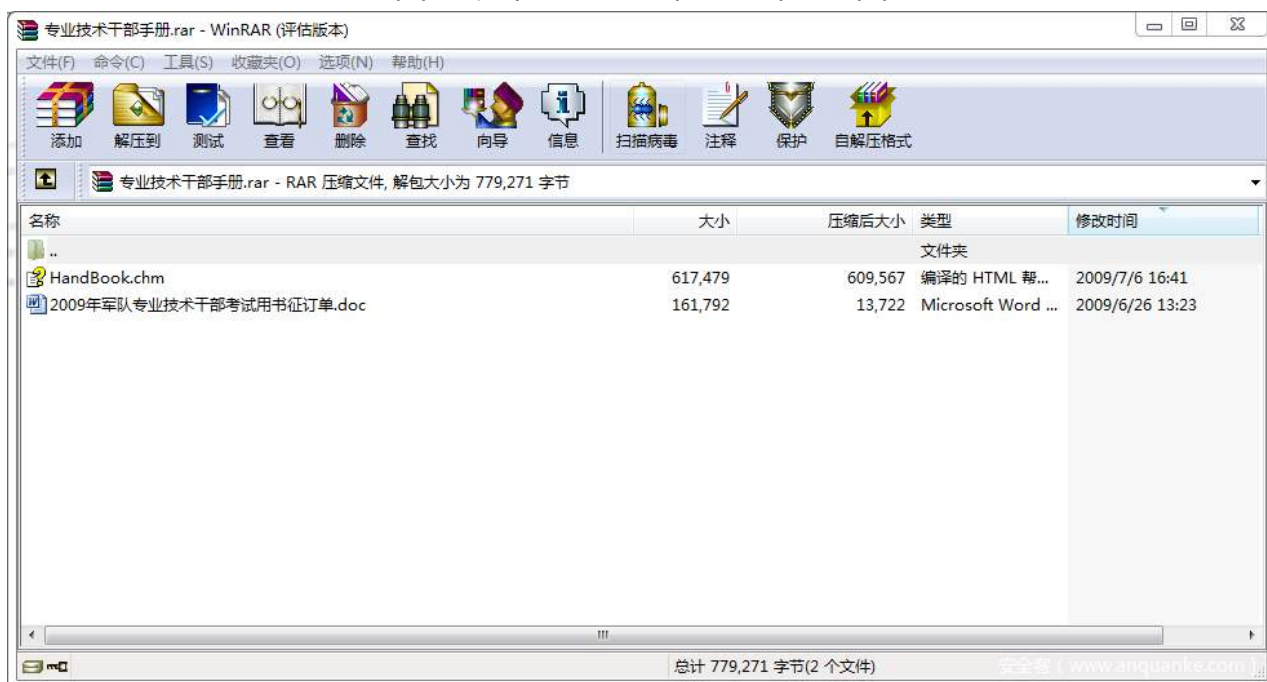 专业技术干部手册.rar - WinRAR (评估版本)
文件(F) 命令(C) 工具(S) 收藏夹(O) 选项(N) 帮助(H)
添加 解压到 测试 查看 删除 查找 向导 信息 扫描病毒 注释 保护 自解压格式
专业技术干部手册.rar - RAR 压缩文件, 解包大小为 779,271 字节
名称 大小 压缩后大小 类型 修改时间
.. 文件夹
HandBook.chm 617,479 609,567 编译的 HTML 帮... 2009/7/6 16:41
2009年军队专业技术干部考试用书征订单.doc 161,792 13,722 Microsoft Word ... 2009/6/26 13:23
总计 779,271 字节(2 个文件)
安全客 ( www.anquanke.com )